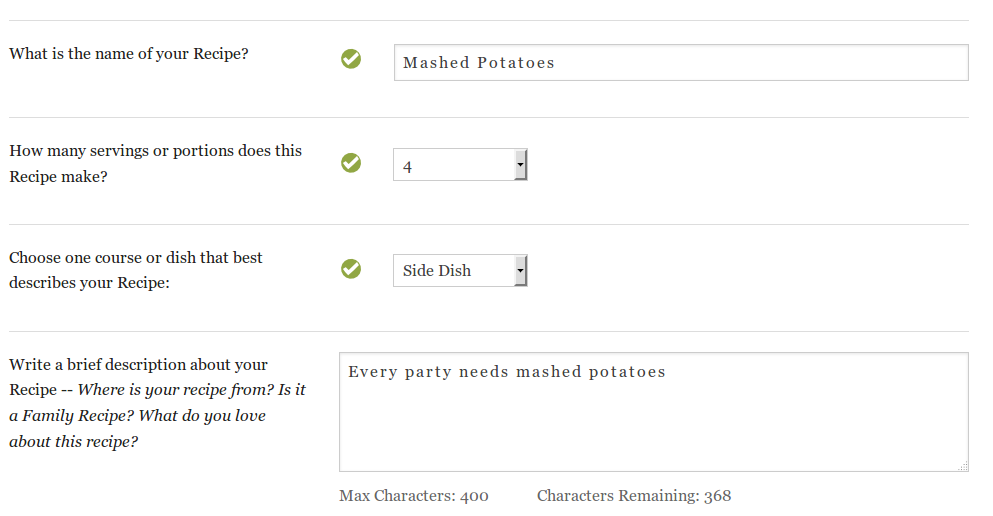 What is the name of your Recipe?
Mashed Potatoes
How many servings or portions does this
Recipe make?
4
Choose one course or dish that best
describes your Recipe:
Side Dish
Write a brief description about your
Recipe -- Where is your recipe from? Is it
a Family Recipe? What do you love
about this recipe?
Every party needs mashed potatoes
Max Characters: 400
Characters Remaining: 368